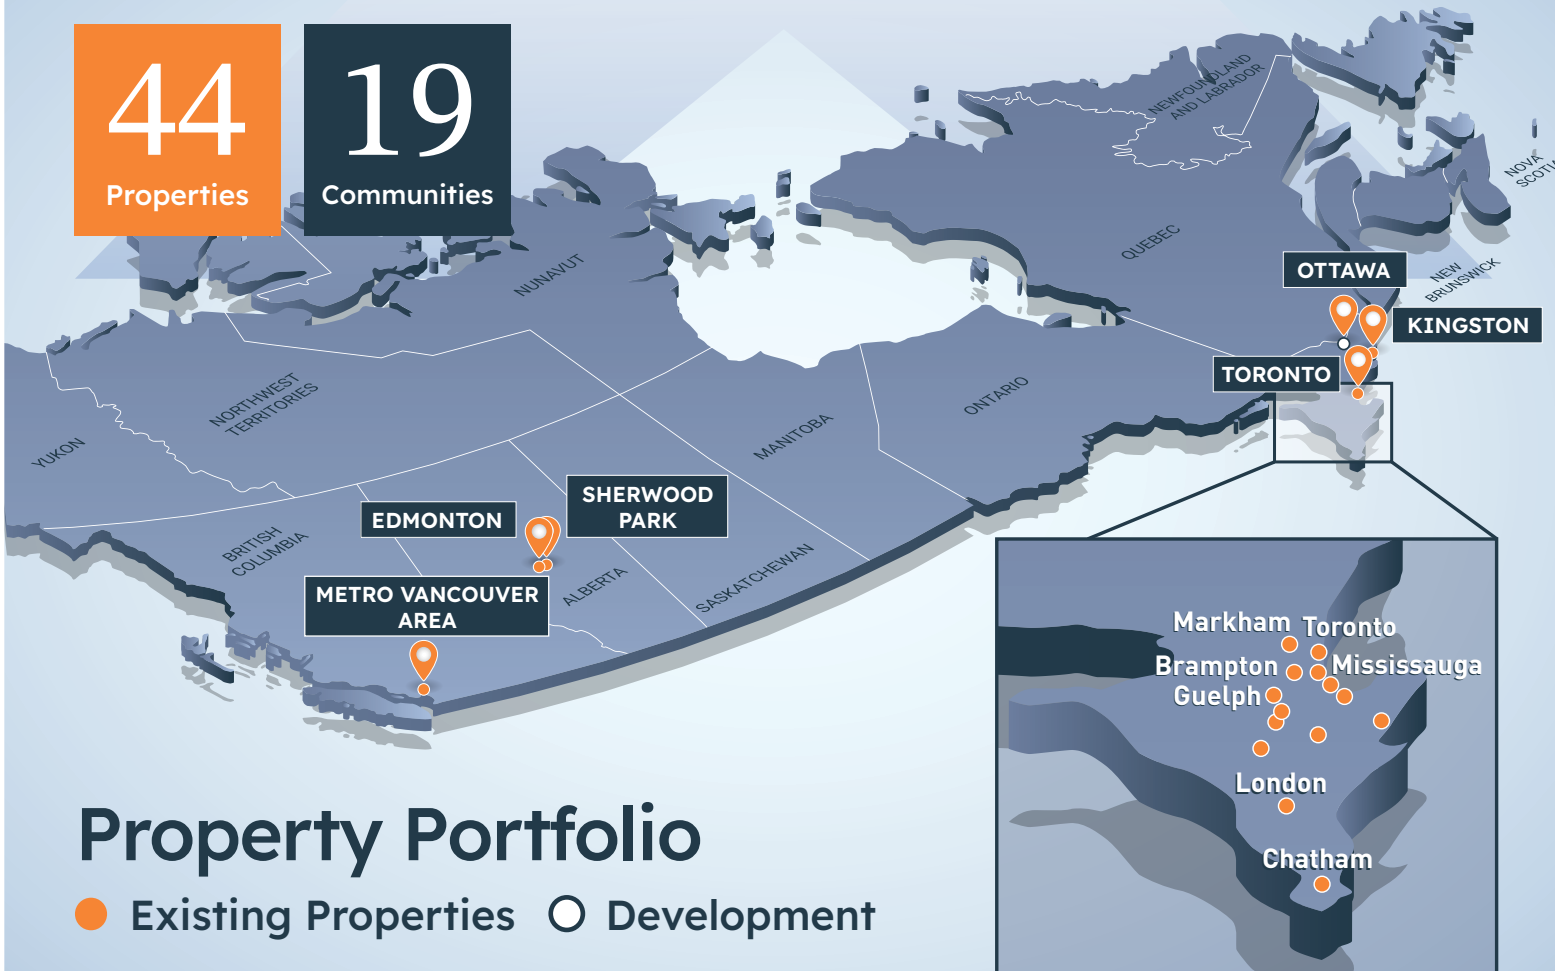 44
Properties
19
Communities
NEWFOUNDLAND
AND LABRADOR
NOVA
SCOTI
QUEBEC
NEW
BRUNSWICK
NUNAVUT
OTTAWA
KINGSTON
TORONTO
NORTHWEST
TERRITORIES
YUKON
ONTARIO
MANITOBA
BRITISH
COLUMBIA
EDMONTON
SHERWOOD
PARK
ALBERTA
SASKATCHEWAN
METRO VANCOUVER
AREA
Markham
Toronto
Brampton
Mississauga
Guelph
London
Chatham
Property Portfolio
Existing Properties
Development